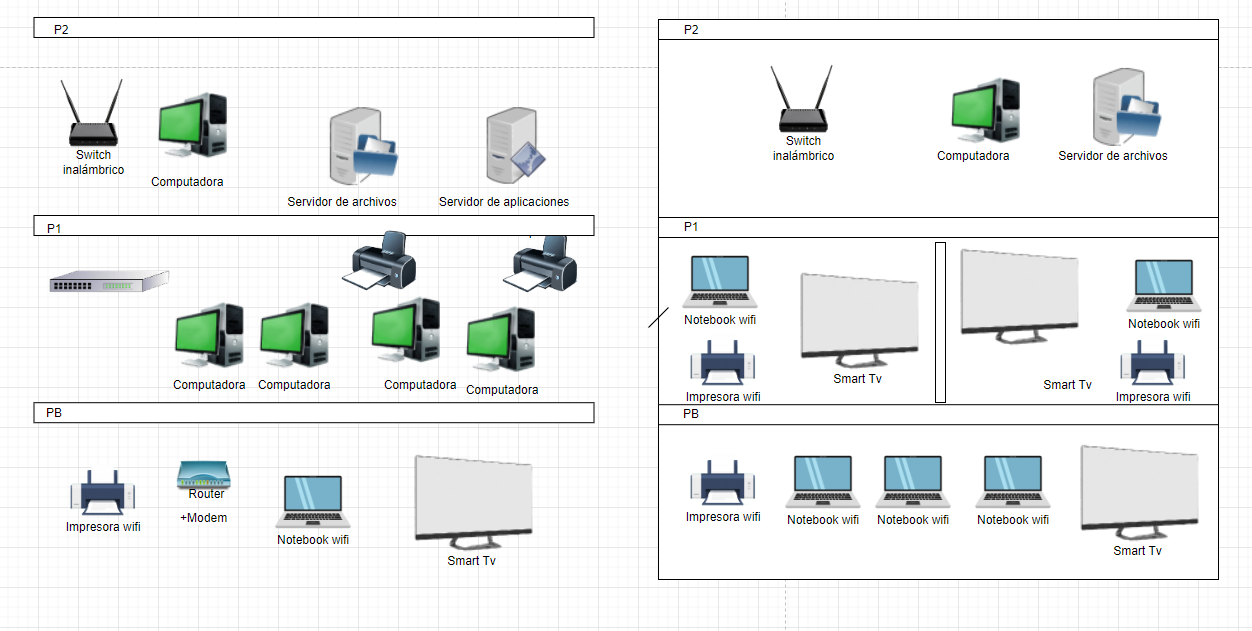 P2
Switch
inalámbrico
Computadora
Servidor de archivos
Servidor de aplicaciones
P1
Computadora
Computadora
Computadora
Computadora
PB
Impresora wifi
Router
+Modem
Notebook wifi
Smart Tv
P2
Switch
inalámbrico
Computadora
Servidor de archivos
P1
Notebook wifi
Impresora wifi
Smart Tv
Smart Tv
Notebook wifi
Impresora wifi
PB
Impresora wifi
Notebook wifi
Notebook wifi
Notebook wifi
Smart Tv